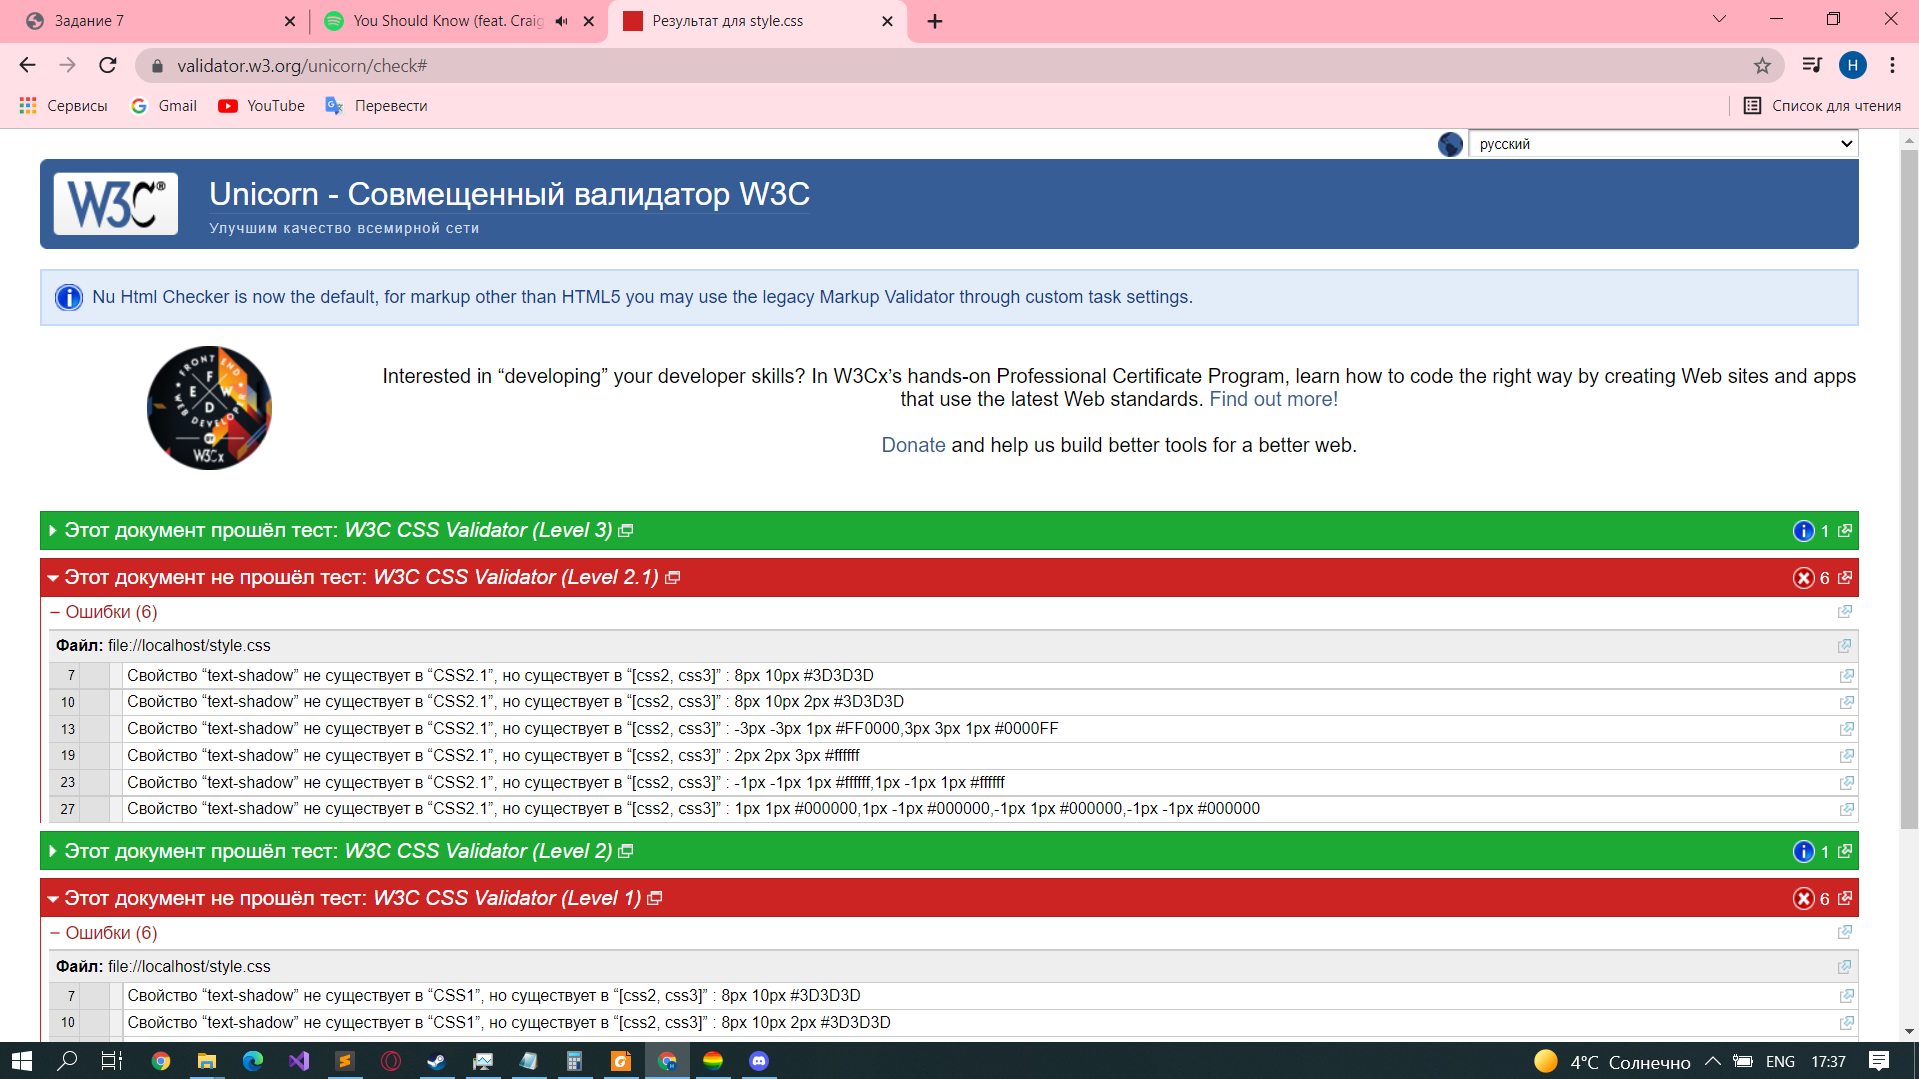 Задание 7
You Should Know (feat. Craig
Результат для style.css
validator.w3.org/unicorn/check#
H
Сервисы
Gmail
YouTube
Перевести
Список для чтения
русский
W3C®
Unicorn - Совмещенный валидатор W3C
Улучшим качество всемирной сети
Nu Html Checker is now the default, for markup other than HTML5 you may use the legacy Markup Validator through custom task settings.
FRONT END
F E W D
WEB DEVELOPER
BY
W3Cx
Interested in “developing” your developer skills? In W3Cx’s hands-on Professional Certificate Program, learn how to code the right way by creating Web sites and apps
that use the latest Web standards. Find out more!
Donate and help us build better tools for a better web.
Этот документ прошёл тест: W3C CSS Validator (Level 3) 1
Этот документ не прошёл тест: W3C CSS Validator (Level 2.1) 6
− Ошибки (6)
Файл: file://localhost/style.css
7 Свойство “text-shadow” не существует в “CSS2.1”, но существует в “[css2, css3]” : 8px 10px #3D3D3D
10 Свойство “text-shadow” не существует в “CSS2.1”, но существует в “[css2, css3]” : 8px 10px 2px #3D3D3D
13 Свойство “text-shadow” не существует в “CSS2.1”, но существует в “[css2, css3]” : -3px -3px 1px #FF0000,3px 3px 1px #0000FF
19 Свойство “text-shadow” не существует в “CSS2.1”, но существует в “[css2, css3]” : 2px 2px 3px #ffffff
23 Свойство “text-shadow” не существует в “CSS2.1”, но существует в “[css2, css3]” : -1px -1px 1px #ffffff,1px -1px 1px #ffffff
27 Свойство “text-shadow” не существует в “CSS2.1”, но существует в “[css2, css3]” : 1px 1px #000000,1px -1px #000000,-1px 1px #000000,-1px -1px #000000
Этот документ прошёл тест: W3C CSS Validator (Level 2) 1
Этот документ не прошёл тест: W3C CSS Validator (Level 1) 6
− Ошибки (6)
Файл: file://localhost/style.css
7 Свойство “text-shadow” не существует в “CSS1”, но существует в “[css2, css3]” : 8px 10px #3D3D3D
10 Свойство “text-shadow” не существует в “CSS1”, но существует в “[css2, css3]” : 8px 10px 2px #3D3D3D
4°C Солнечно ENG 17:37